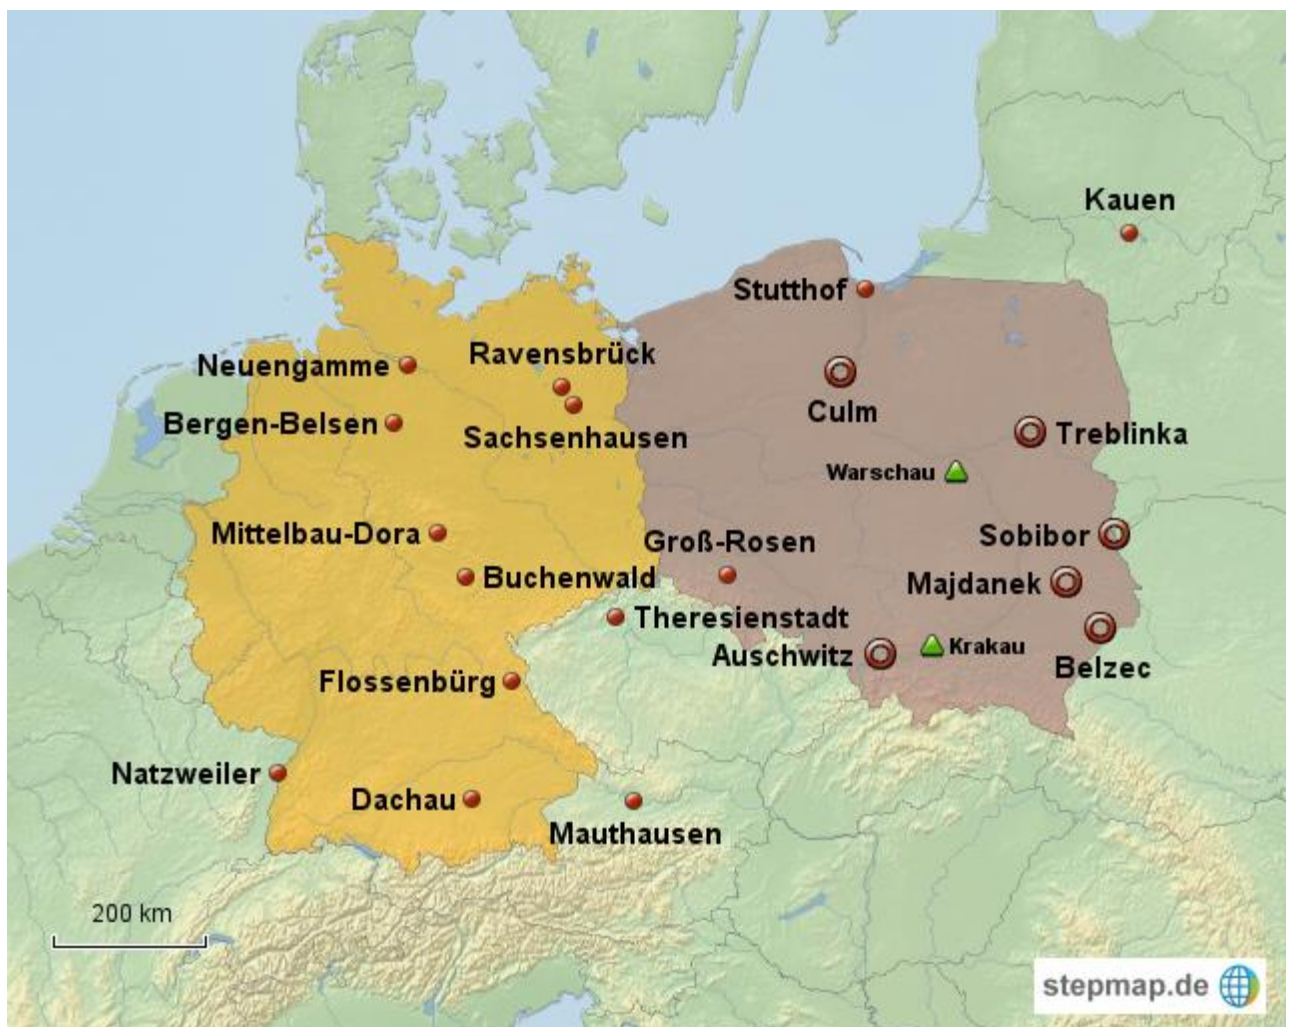 Kauen
Stutthof
Ravensbrück
Neuengamme
Culm
Bergen-Belsen
Sachsenhausen
Treblinka
Warschau
Mittelbau-Dora
Sobibor
Groß-Rosen
Buchenwald
Majdanek
Theresienstadt
Auschwitz
Krakau
Belzec
Flossenbürg
Natzweiler
Dachau
Mauthausen
200 km
stepmap.de